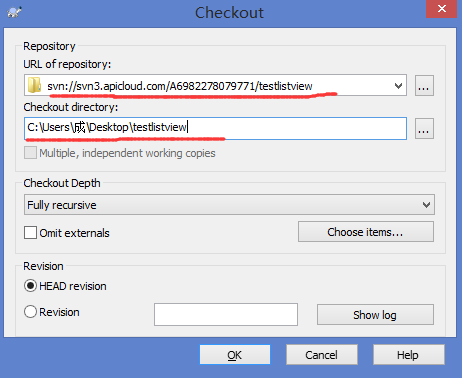 Checkout
Repository
URL of repository:
svn://svn3.apicloud.com/A6982278079771/testlistview
...
Checkout directory:
C:\Users\成\Desktop\testlistview
...
Multiple, independent working copies
Checkout Depth
Fully recursive
Omit externals
Choose items...
Revision
HEAD revision
Revision
Show log
OK
Cancel
Help